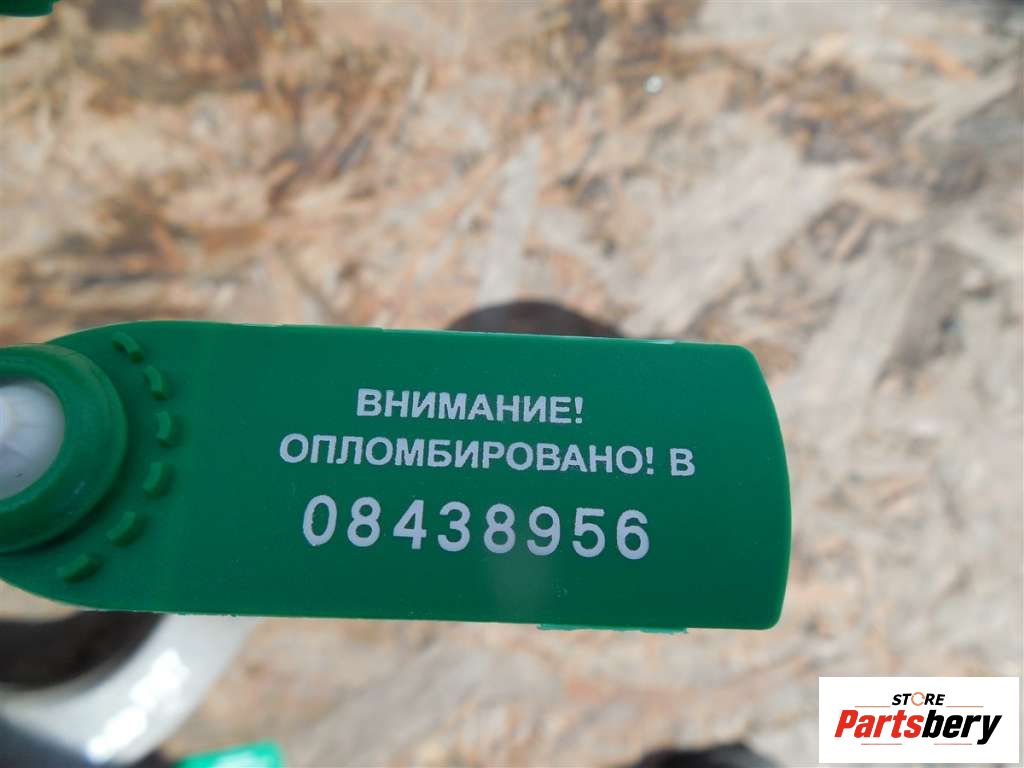 ВНИМАНИЕ!
ОПЛОМБИРОВАНО! В
08438956
STORE
Partsbery